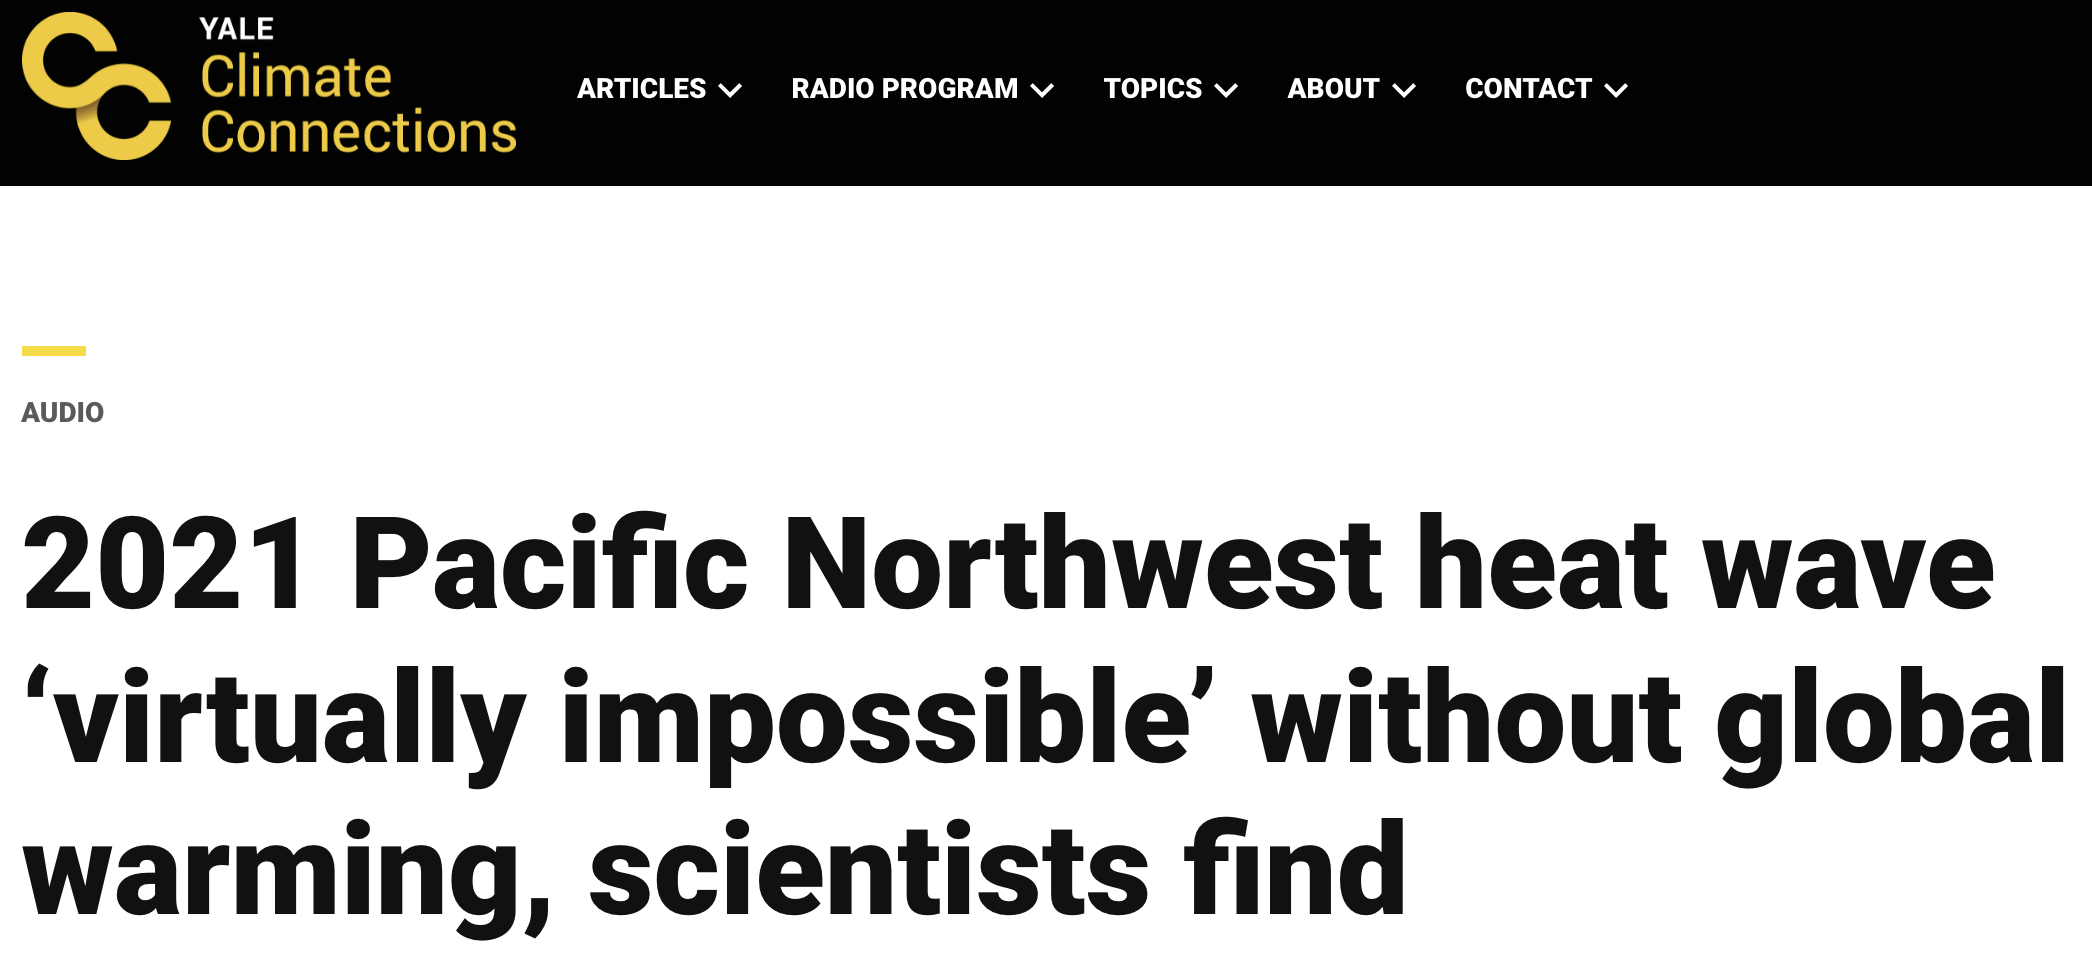 YALE
Climate
Connections
ARTICLES
RADIO PROGRAM
TOPICS
ABOUT
CONTACT
AUDIO
2021 Pacific Northwest heat wave
‘virtually impossible’ without global
warming, scientists find